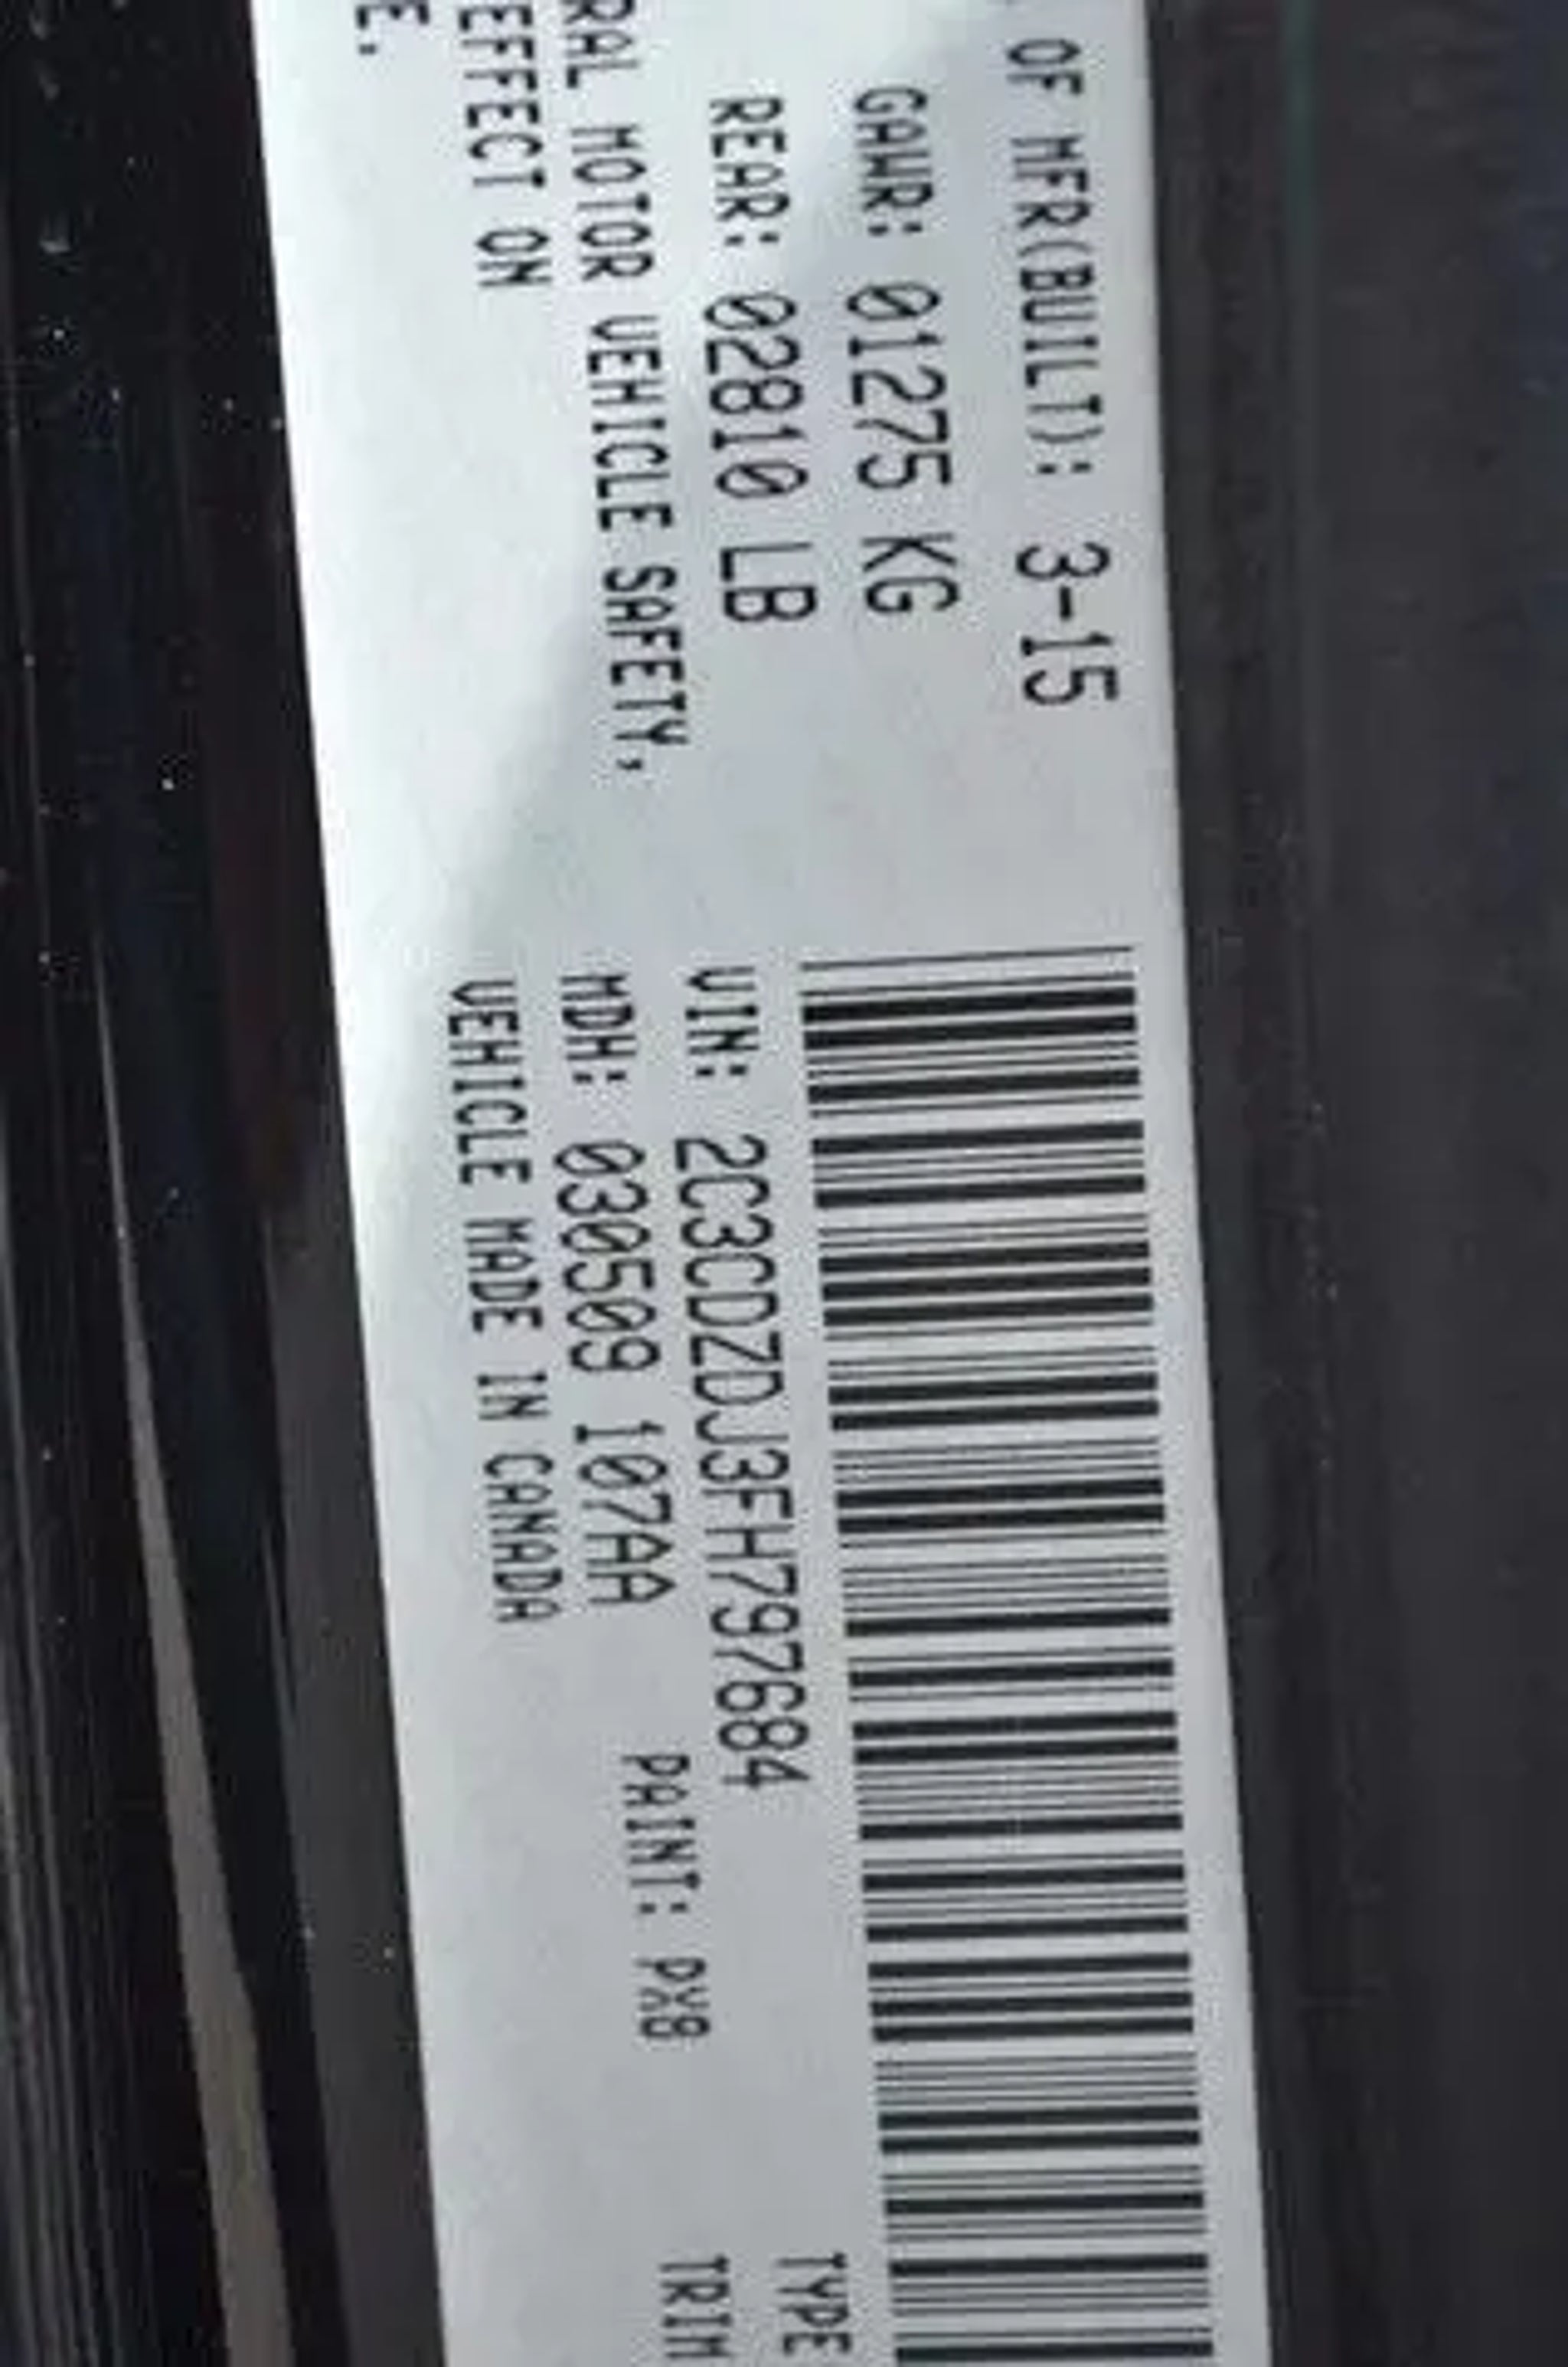 OF MFR(BUILT): 3-15
GAWR: 01275 KG
REAR: 02810 LB
RAL MOTOR VEHICLE SAFETY,
EFFECT ON
E.
VIN: 2C3CDZDJ3FH797684
MDH: 030509 107AA PAINT: PX8
VEHICLE MADE IN CANADA
TYPE
TRIM